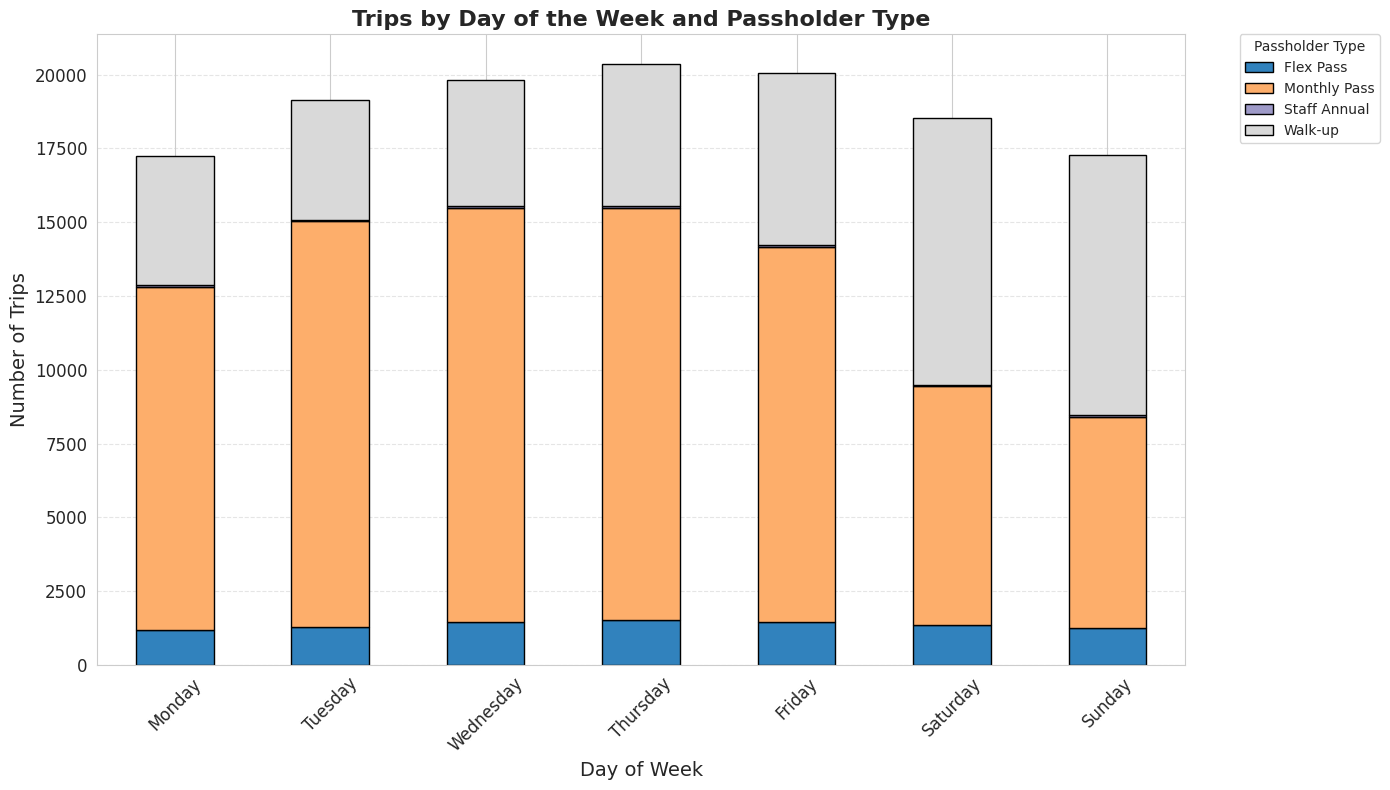 Trips by Day of the Week and Passholder Type
Passholder Type
Flex Pass
Monthly Pass
Staff Annual
Walk-up
Number of Trips
20000
17500
15000
12500
10000
7500
5000
2500
0
Monday
Tuesday
Wednesday
Thursday
Friday
Saturday
Sunday
Day of Week